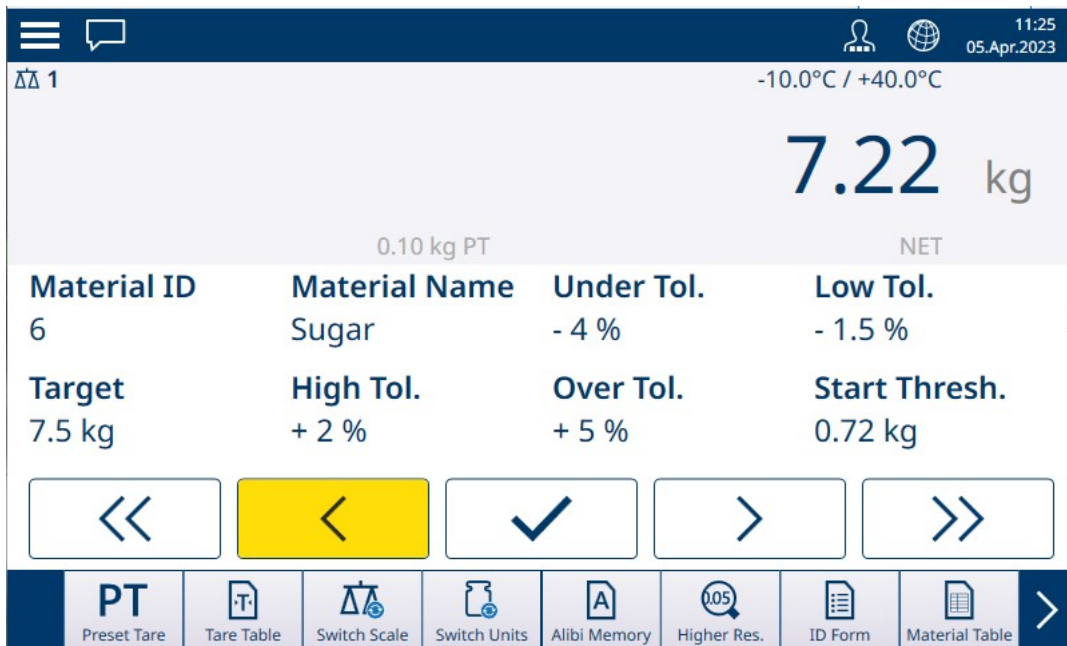 11:25
05.Apr.2023
1
-10.0°C / +40.0°C
7.22 kg
0.10 kg PT NET
Material ID Material Name Under Tol. Low Tol.
6 Sugar - 4 % - 1.5 %
Target High Tol. Over Tol. Start Thresh.
7.5 kg + 2 % + 5 % 0.72 kg
PT T A 0.05
Preset Tare Tare Table Switch Scale Switch Units Alibi Memory Higher Res. ID Form Material Table